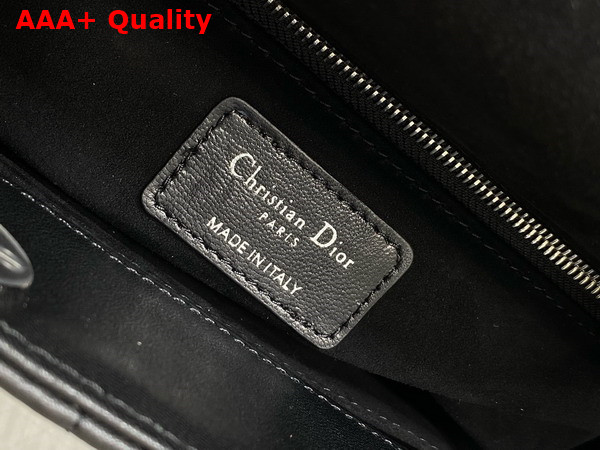 AAA+ Quality
Christian Dior
PARIS
MADE IN ITALY